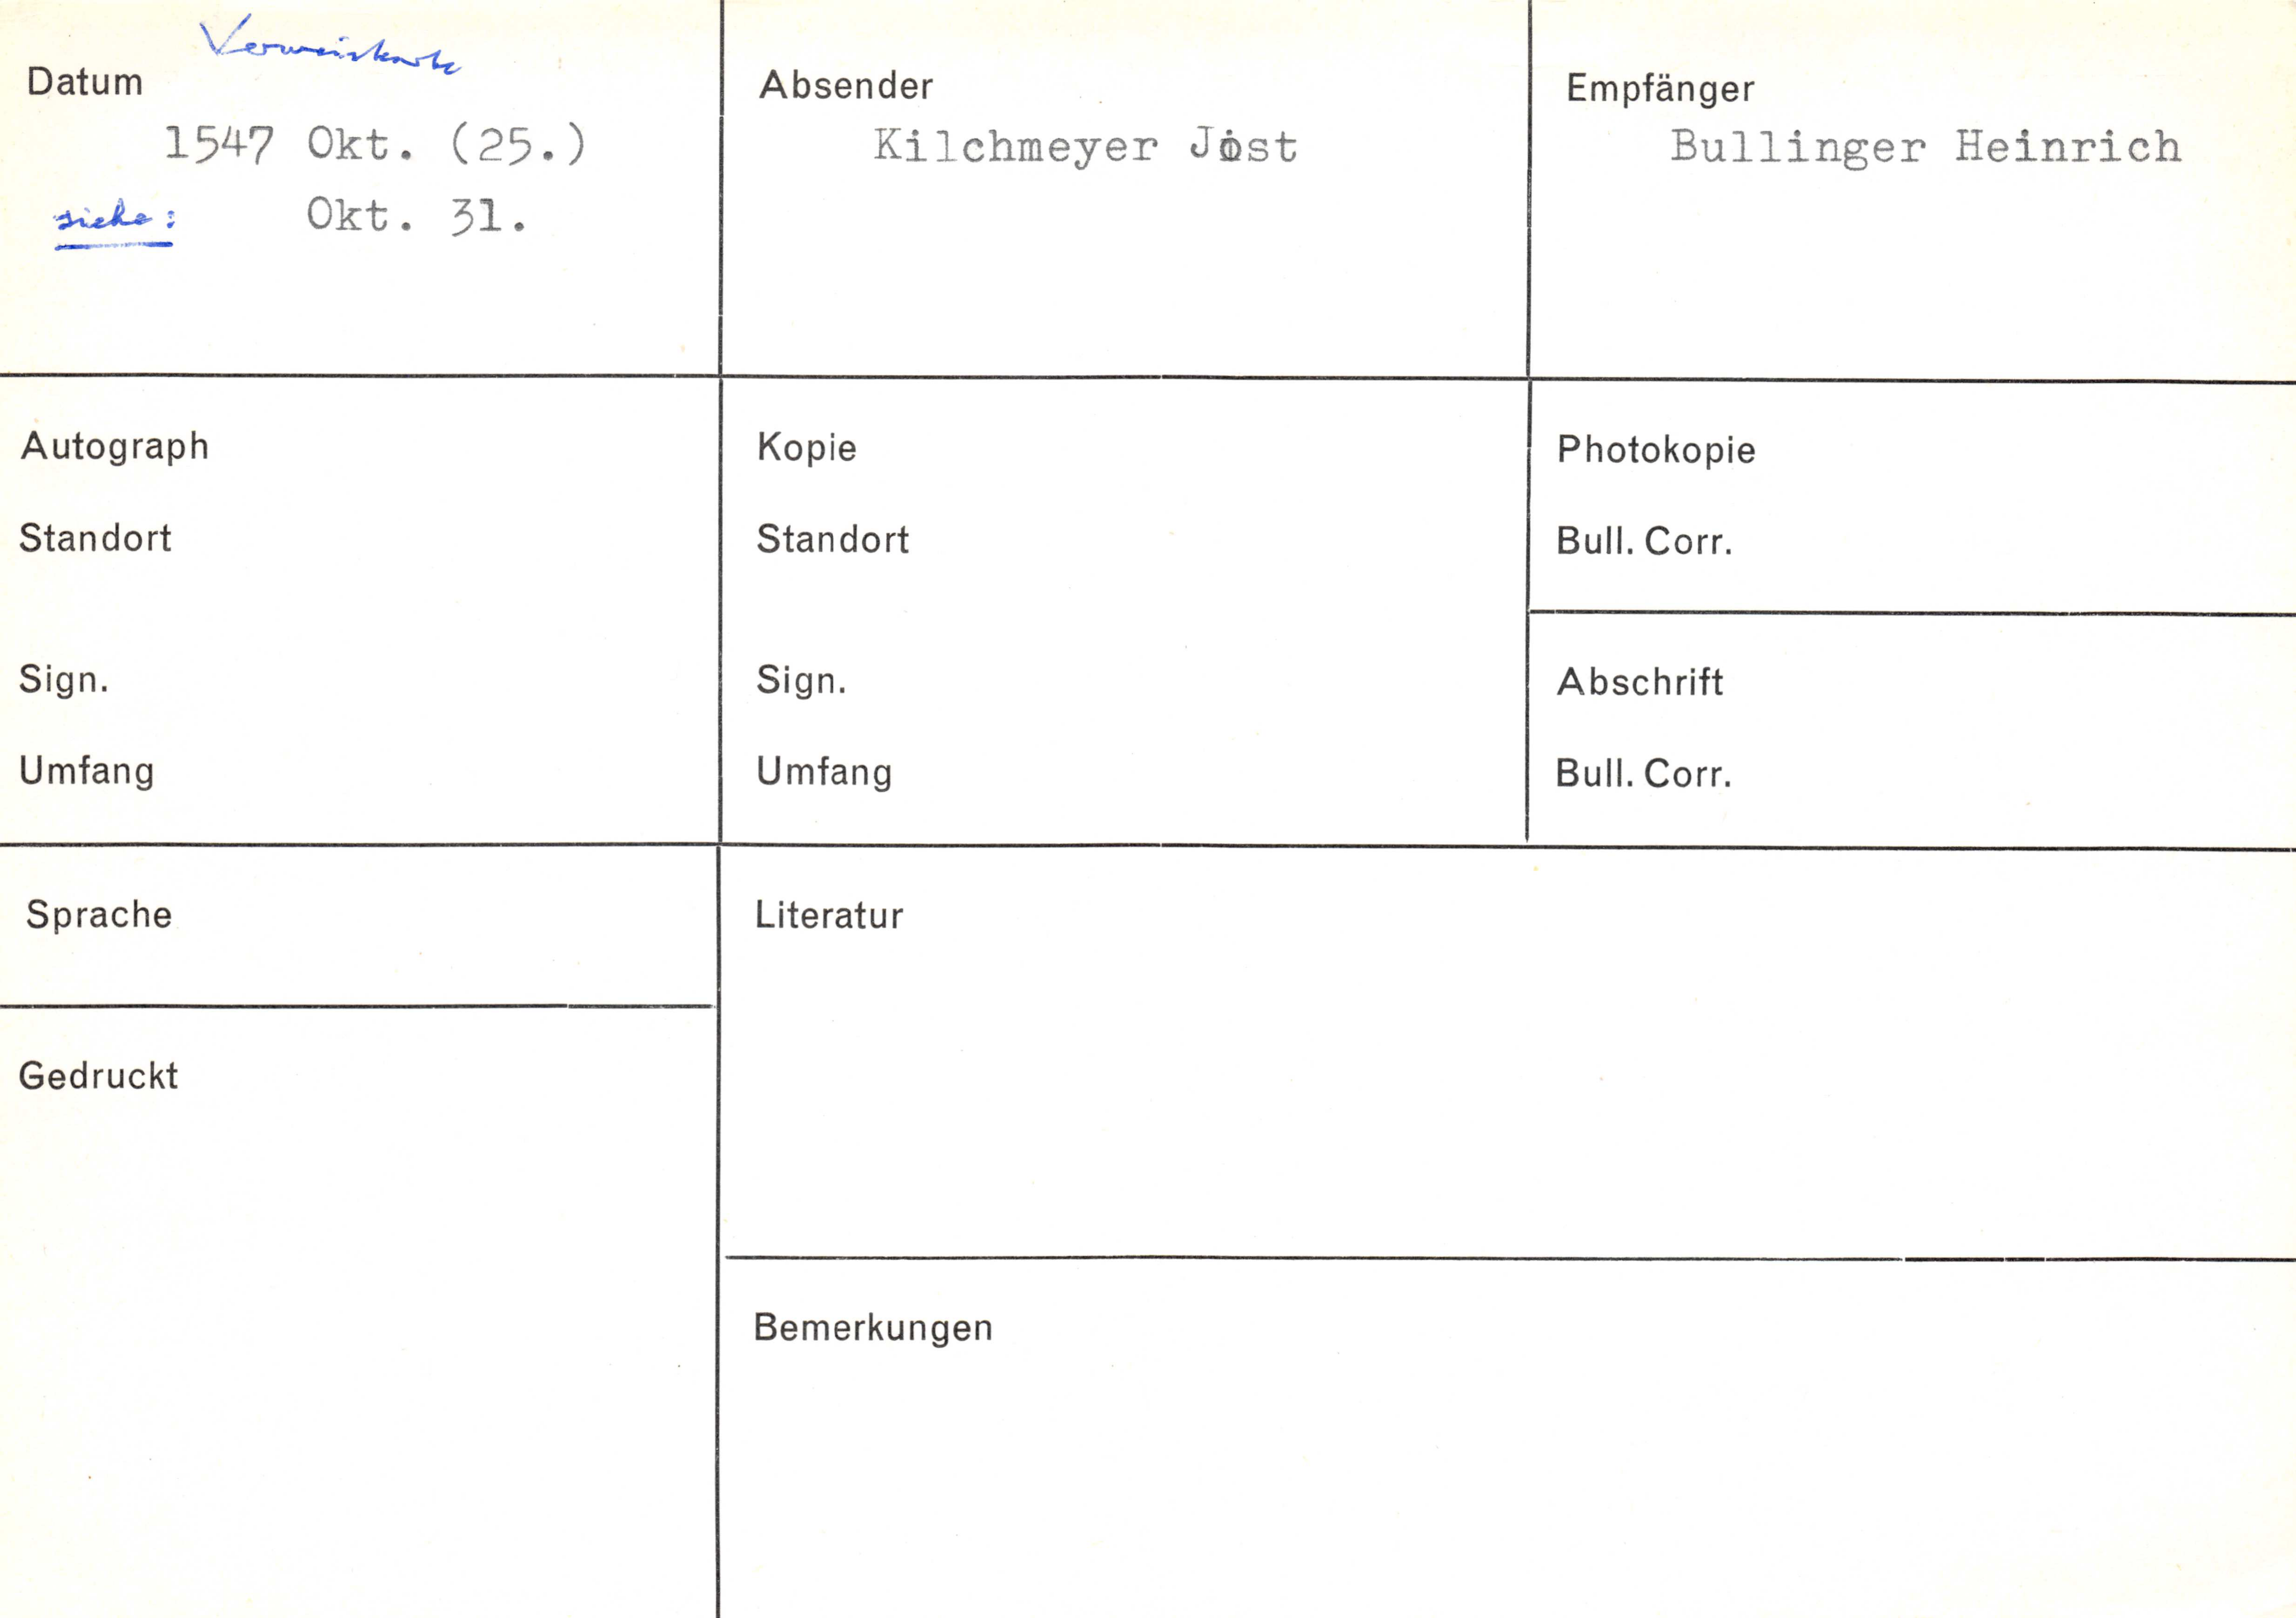 Verweiskarte
Datum
1547 Okt. (25.)
siehe: Okt. 31.
Absender
Kilchmeyer Jost
Empfänger
Bullinger Heinrich
Autograph
Standort
Sign.
Umfang
Kopie
Standort
Sign.
Umfang
Photokopie
Bull. Corr.
Abschrift
Bull. Corr.
Sprache
Gedruckt
Literatur
Bemerkungen